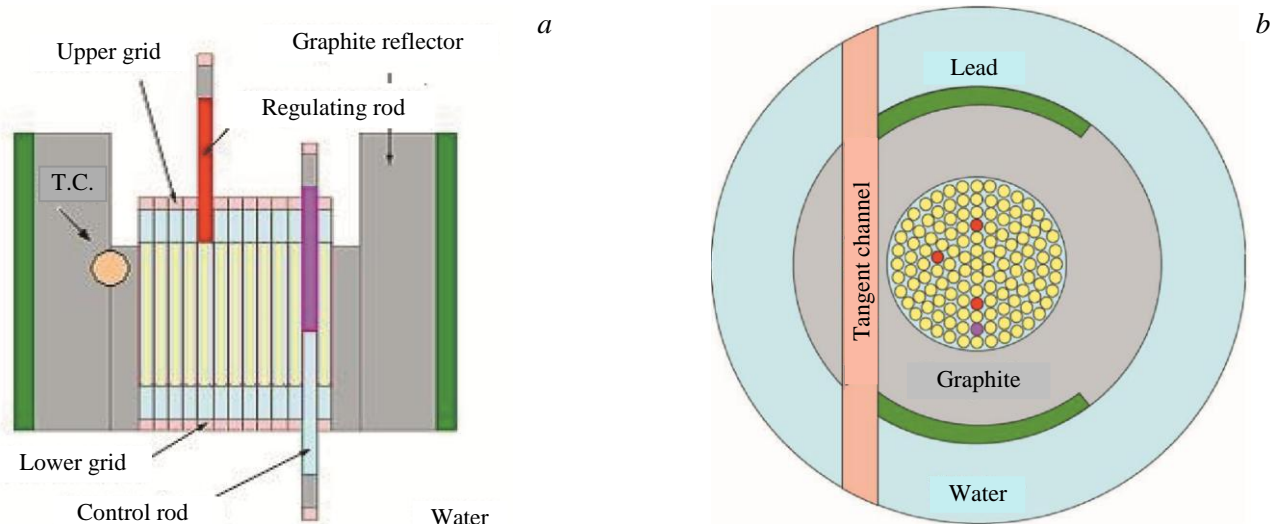 a
Upper grid
Graphite reflector
Regulating rod
T.C.
Lower grid
Control rod
Water
b
Lead
Tangent channel
Graphite
Water